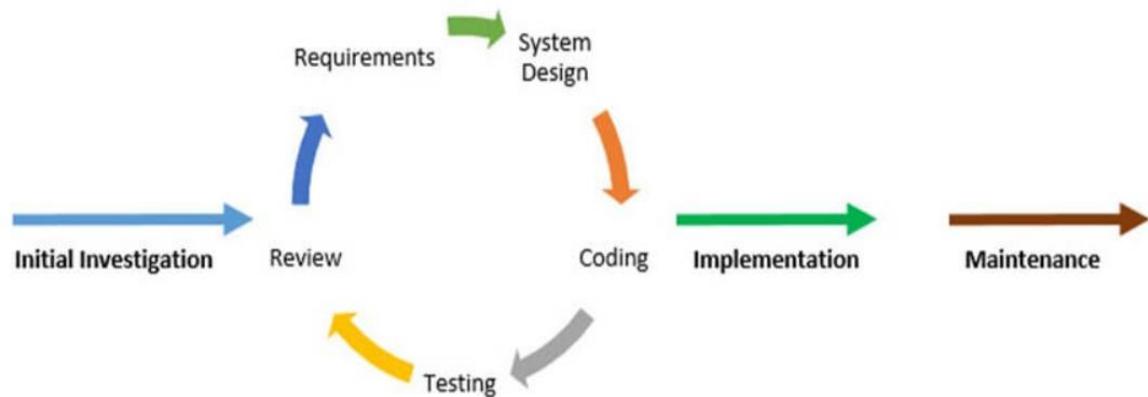 Requirements
System
Design
Initial Investigation
Review
Coding
Implementation
Maintenance
Testing